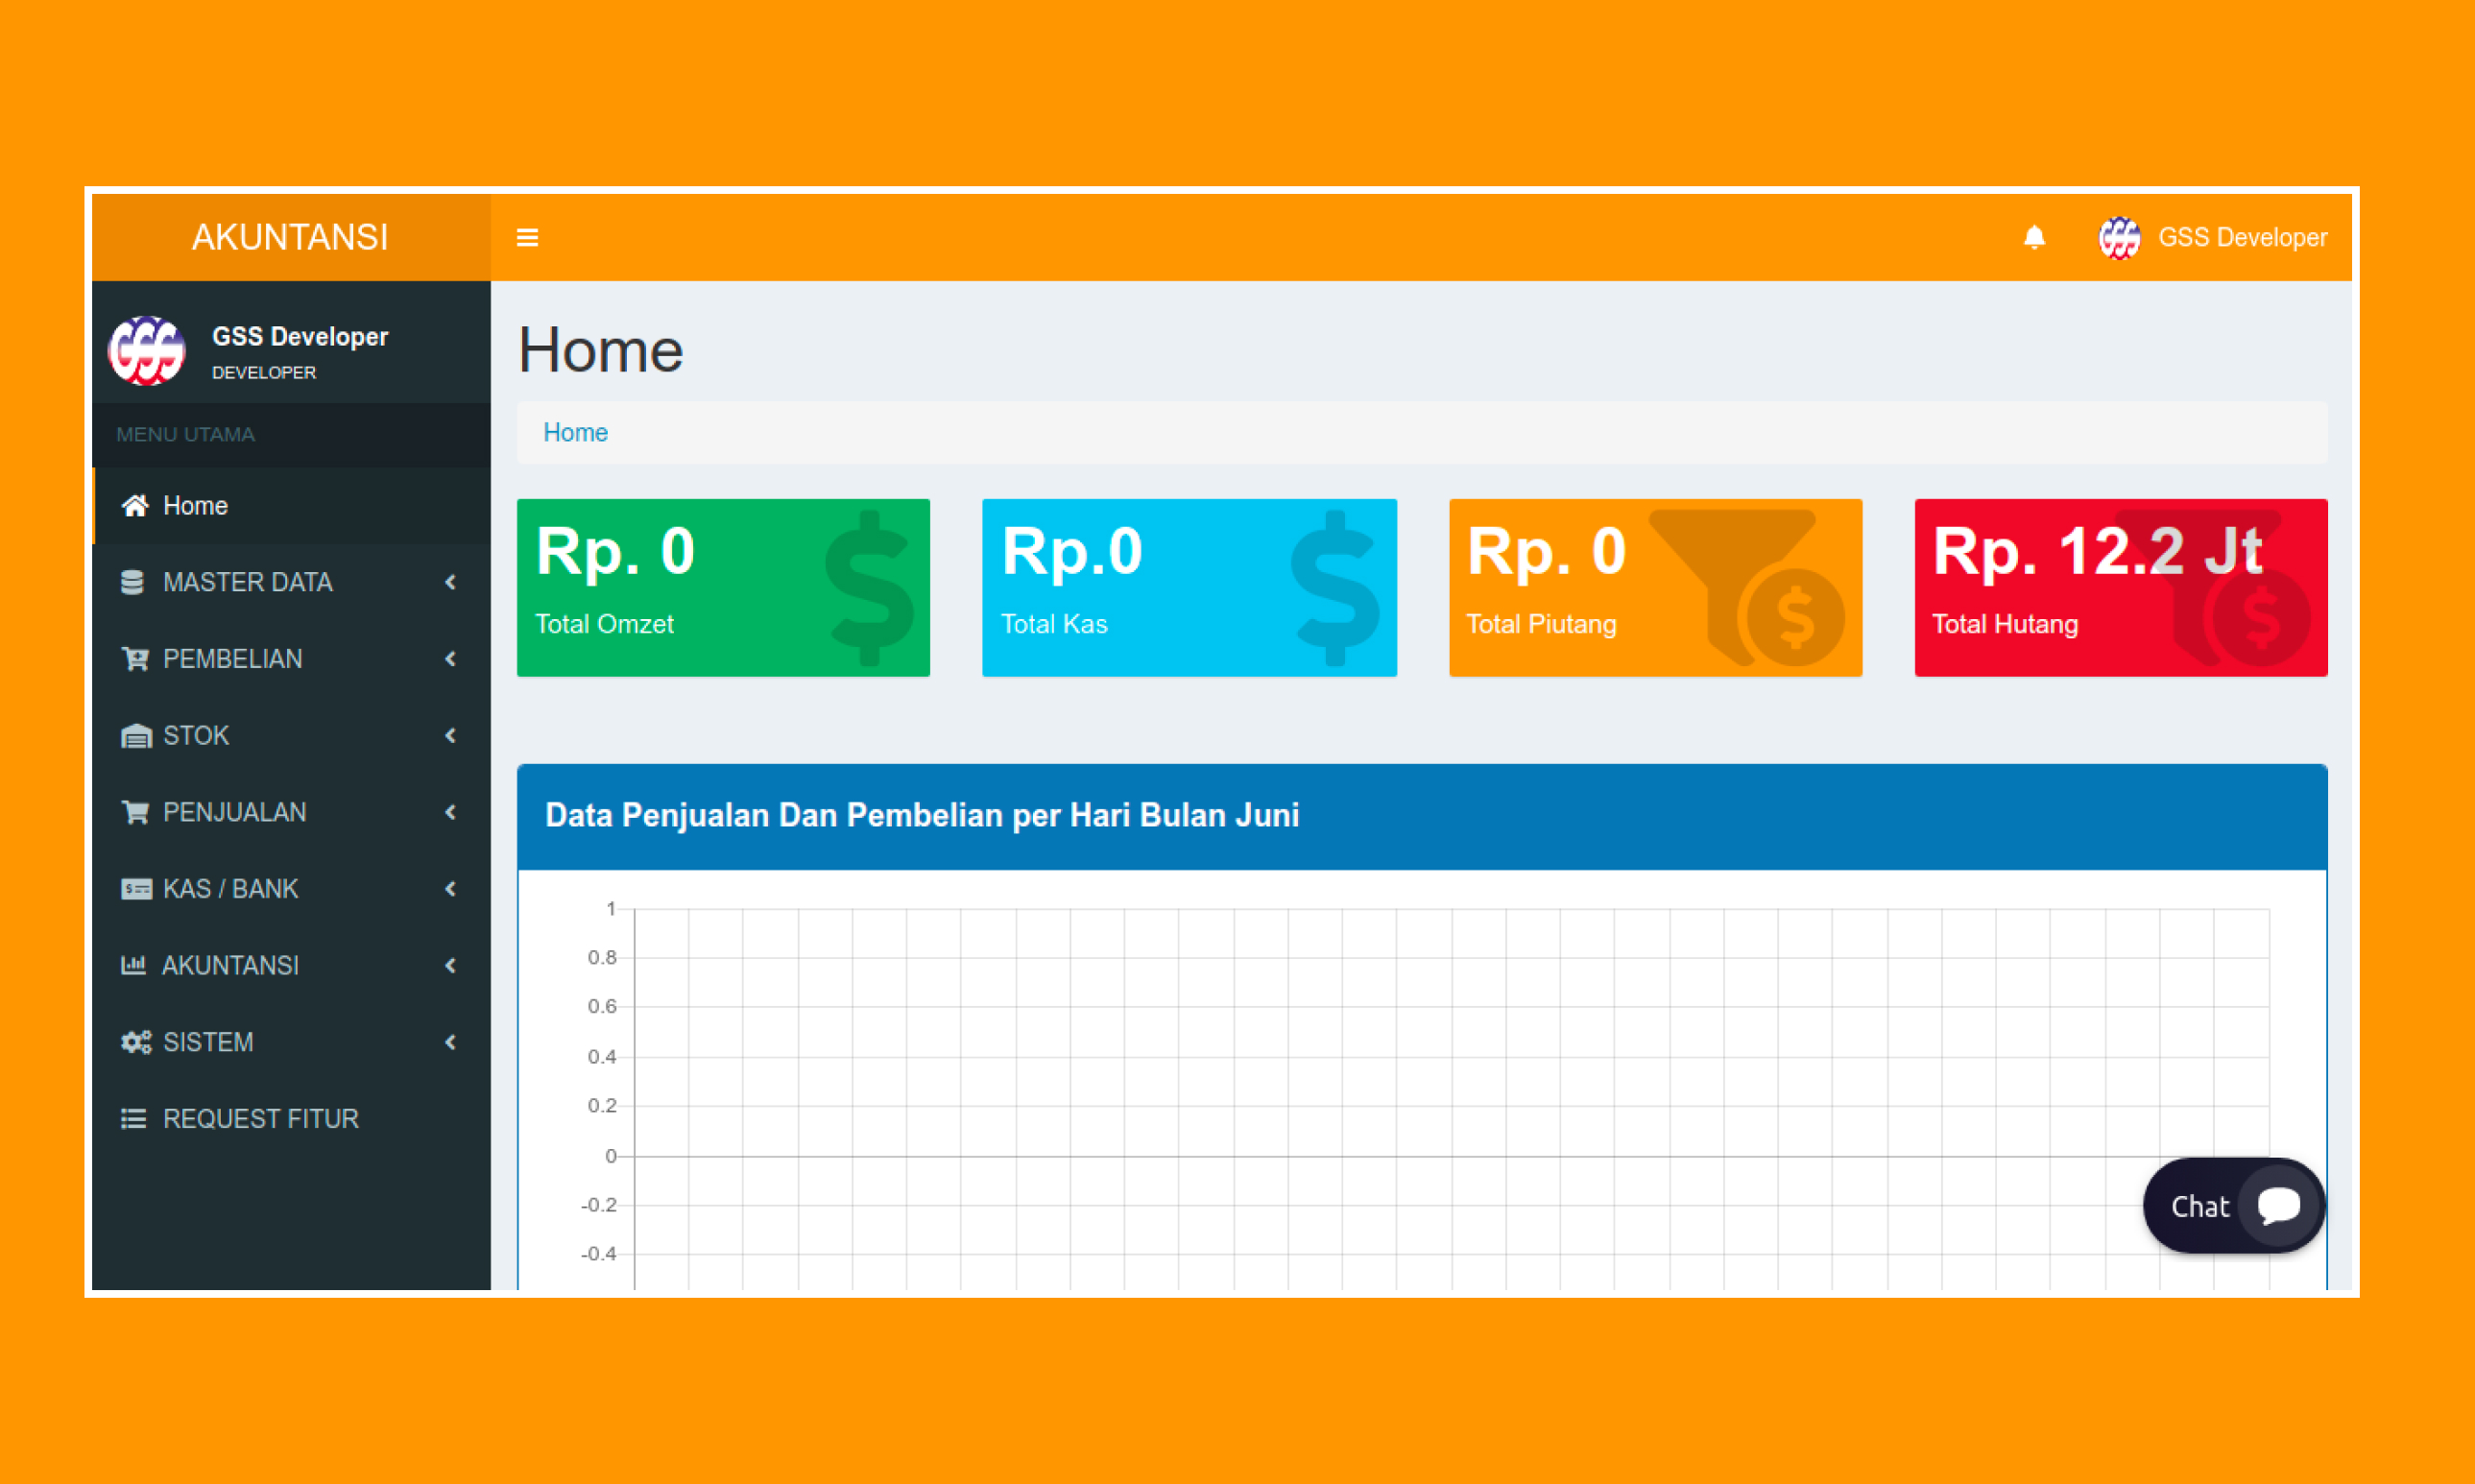 AKUNTANSI
GSS Developer
GSS Developer
DEVELOPER
MENU UTAMA
Home
MASTER DATA
PEMBELIAN
STOK
PENJUALAN
KAS / BANK
AKUNTANSI
SISTEM
REQUEST FITUR
Home
Home
Rp. 0
Total Omzet
Rp.0
Total Kas
Rp. 0
Total Piutang
Rp. 12.2 Jt
Total Hutang
Data Penjualan Dan Pembelian per Hari Bulan Juni
1
0.8
0.6
0.4
0.2
0
-0.2
-0.4
Chat